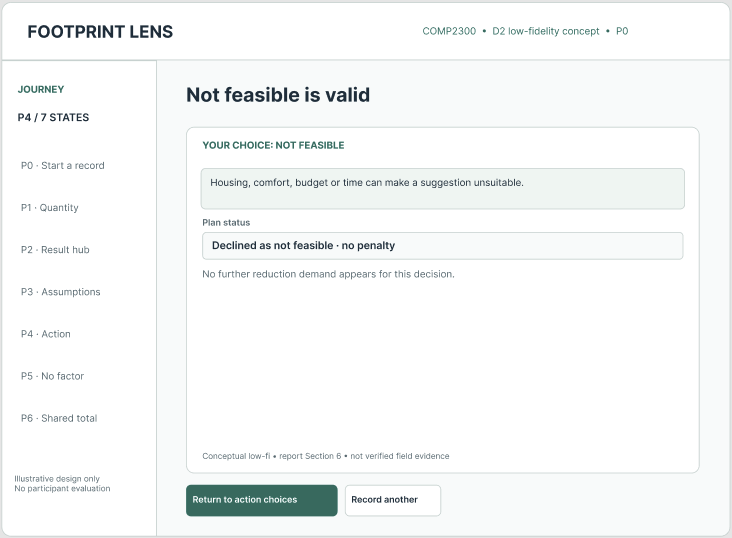 FOOTPRINT LENS
COMP2300 • D2 low-fidelity concept • P0
JOURNEY
P4 / 7 STATES
P0 · Start a record
P1 · Quantity
P2 · Result hub
P3 · Assumptions
P4 · Action
P5 · No factor
P6 · Shared total
Illustrative design only
No participant evaluation
Not feasible is valid
YOUR CHOICE: NOT FEASIBLE
Housing, comfort, budget or time can make a suggestion unsuitable.
Plan status
Declined as not feasible · no penalty
No further reduction demand appears for this decision.
Conceptual low-fi • report Section 6 • not verified field evidence
Return to action choices
Record another